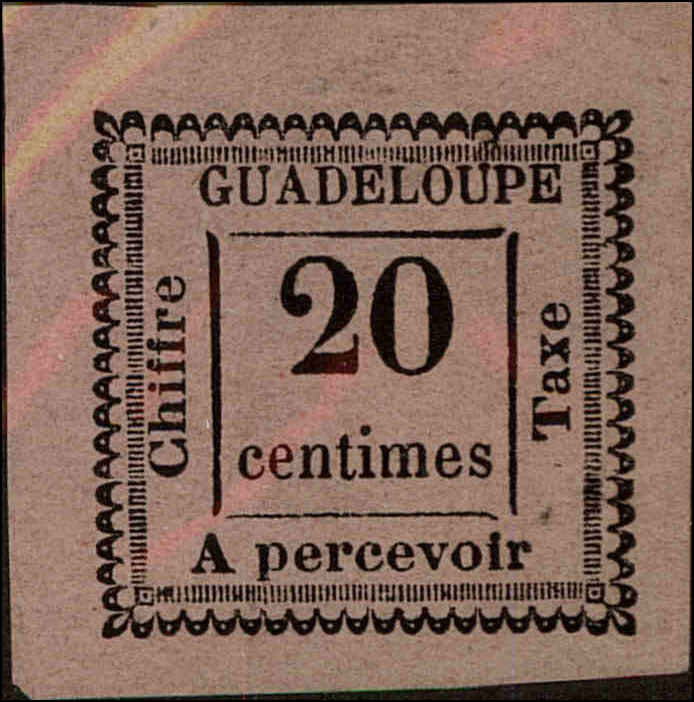 GUADELOUPE
Chiffre
20
centimes
Taxe
A percevoir